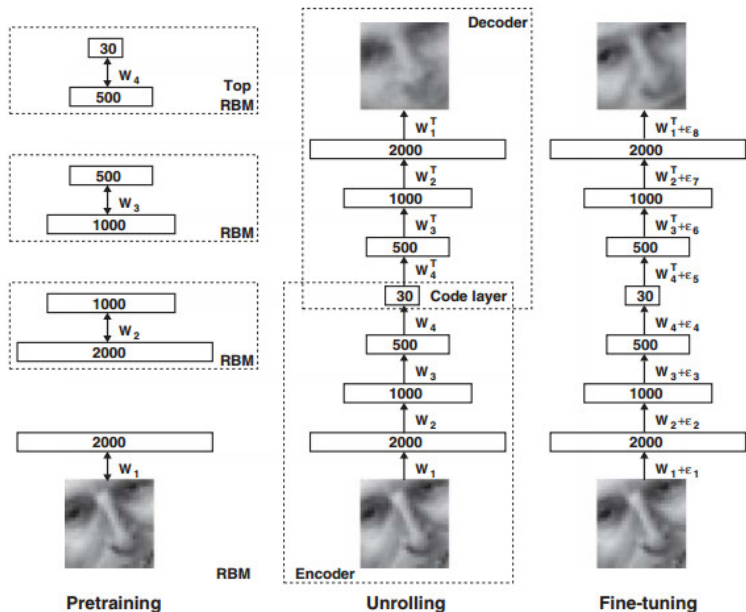 30
W4
500
Top
RBM
500
W3
1000
RBM
1000
W2
2000
RBM
2000
W1
RBM
Pretraining
Decoder
W1T
2000
W2T
1000
W3T
500
W4T
30
Code layer
W4
500
W3
1000
W2
2000
W1
Encoder
Unrolling
W1T+ε8
2000
W2T+ε7
1000
W3T+ε6
500
W4T+ε5
30
W4+ε4
500
W3+ε3
1000
W2+ε2
2000
W1+ε1
Fine-tuning